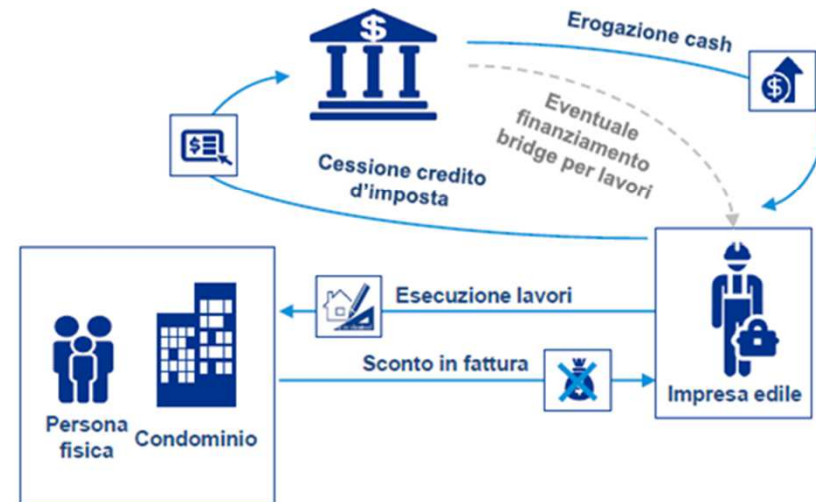 Erogazione cash
Eventuale
finanziamento
bridge per lavori
Cessione credito
d'imposta
Esecuzione lavori
Sconto in fattura
Persona
fisica
Condominio
Impresa edile